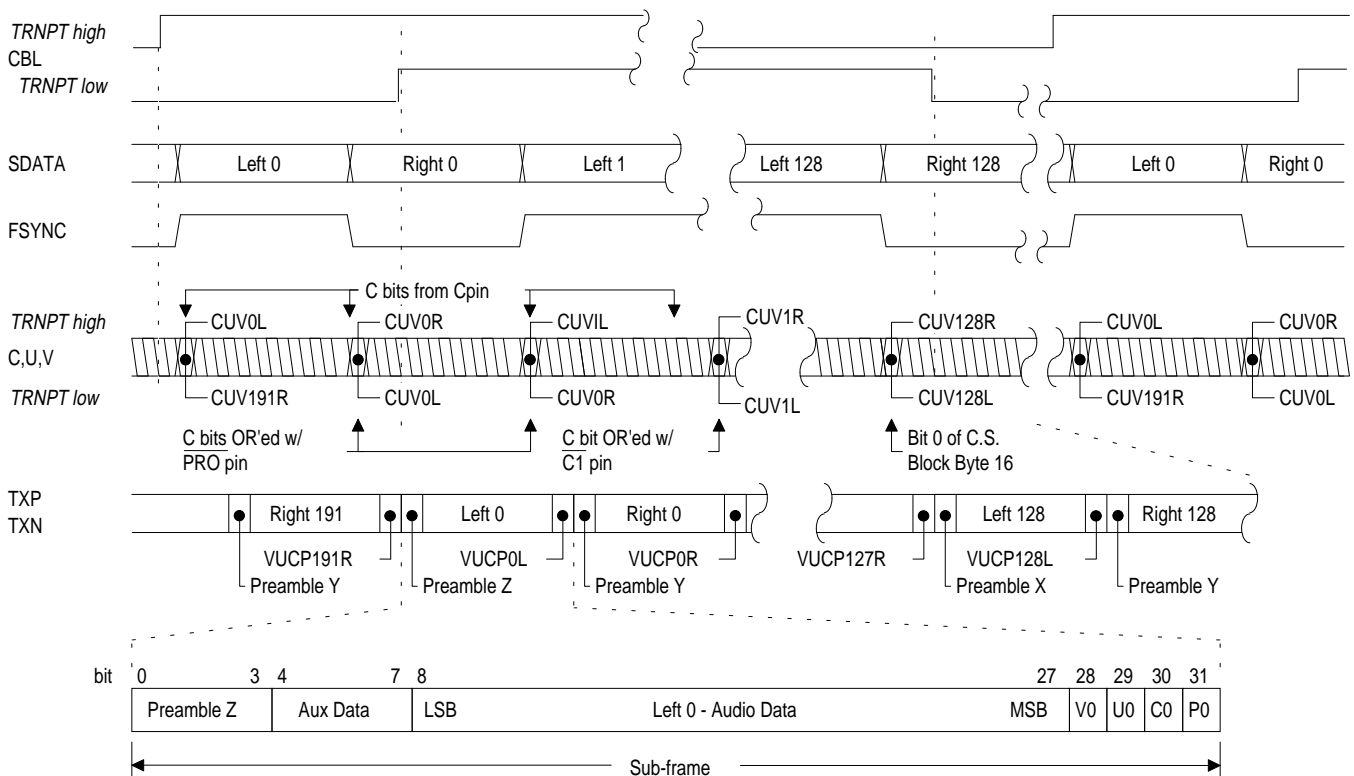 TRNPT high
CBL
TRNPT low
SDATA Left 0 Right 0 Left 1 Left 128 Right 128 Left 0 Right 0
FSYNC
C bits from Cpin
TRNPT high CUV0L CUV0R CUVIL CUV1R CUV128R CUV0L CUV0R
C,U,V
TRNPT low CUV191R CUV0L CUV0R CUV1L CUV128L CUV191R CUV0L
C bits OR'ed w/ C bit OR'ed w/ Bit 0 of C.S.
PRO pin C1 pin Block Byte 16
TXP
TXN Right 191 Left 0 Right 0 Left 128 Right 128
VUCP191R VUCP0L VUCP0R VUCP127R VUCP128L
Preamble Y Preamble Z Preamble Y Preamble X Preamble Y
bit 0 3 4 7 8 27 28 29 30 31
Preamble Z Aux Data LSB Left 0 - Audio Data MSB V0 U0 C0 P0
Sub-frame